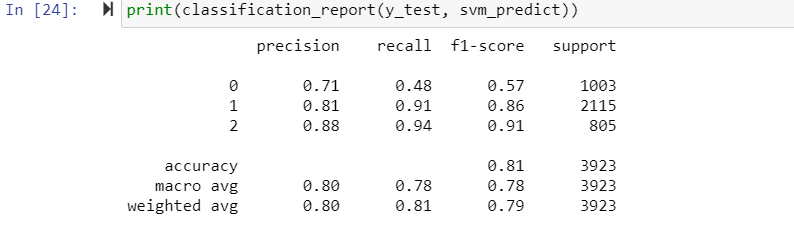 In [24]: print(classification_report(y_test, svm_predict))
precision recall f1-score support
0 0.71 0.48 0.57 1003
1 0.81 0.91 0.86 2115
2 0.88 0.94 0.91 805
accuracy 0.81 3923
macro avg 0.80 0.78 0.78 3923
weighted avg 0.80 0.81 0.79 3923